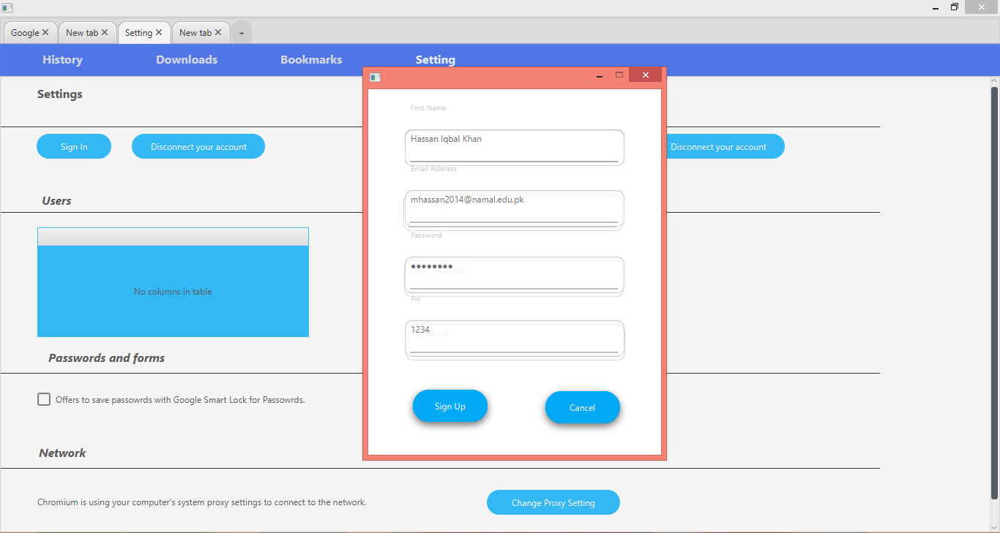 Google New tab Setting New tab +
History Downloads Bookmarks Setting
Settings
Sign In Disconnect your account Disconnect your account
Users
No columns in table
Passwords and forms
Offers to save passowrds with Google Smart Lock for Passowrds.
Network
Chromium is using your computer's system proxy settings to connect to the network. Change Proxy Setting
First Name
Hassan Iqbal Khan
Email Address
mhassan2014@namal.edu.pk
Password
••••••••
Pin
1234
Password
Sign Up Cancel